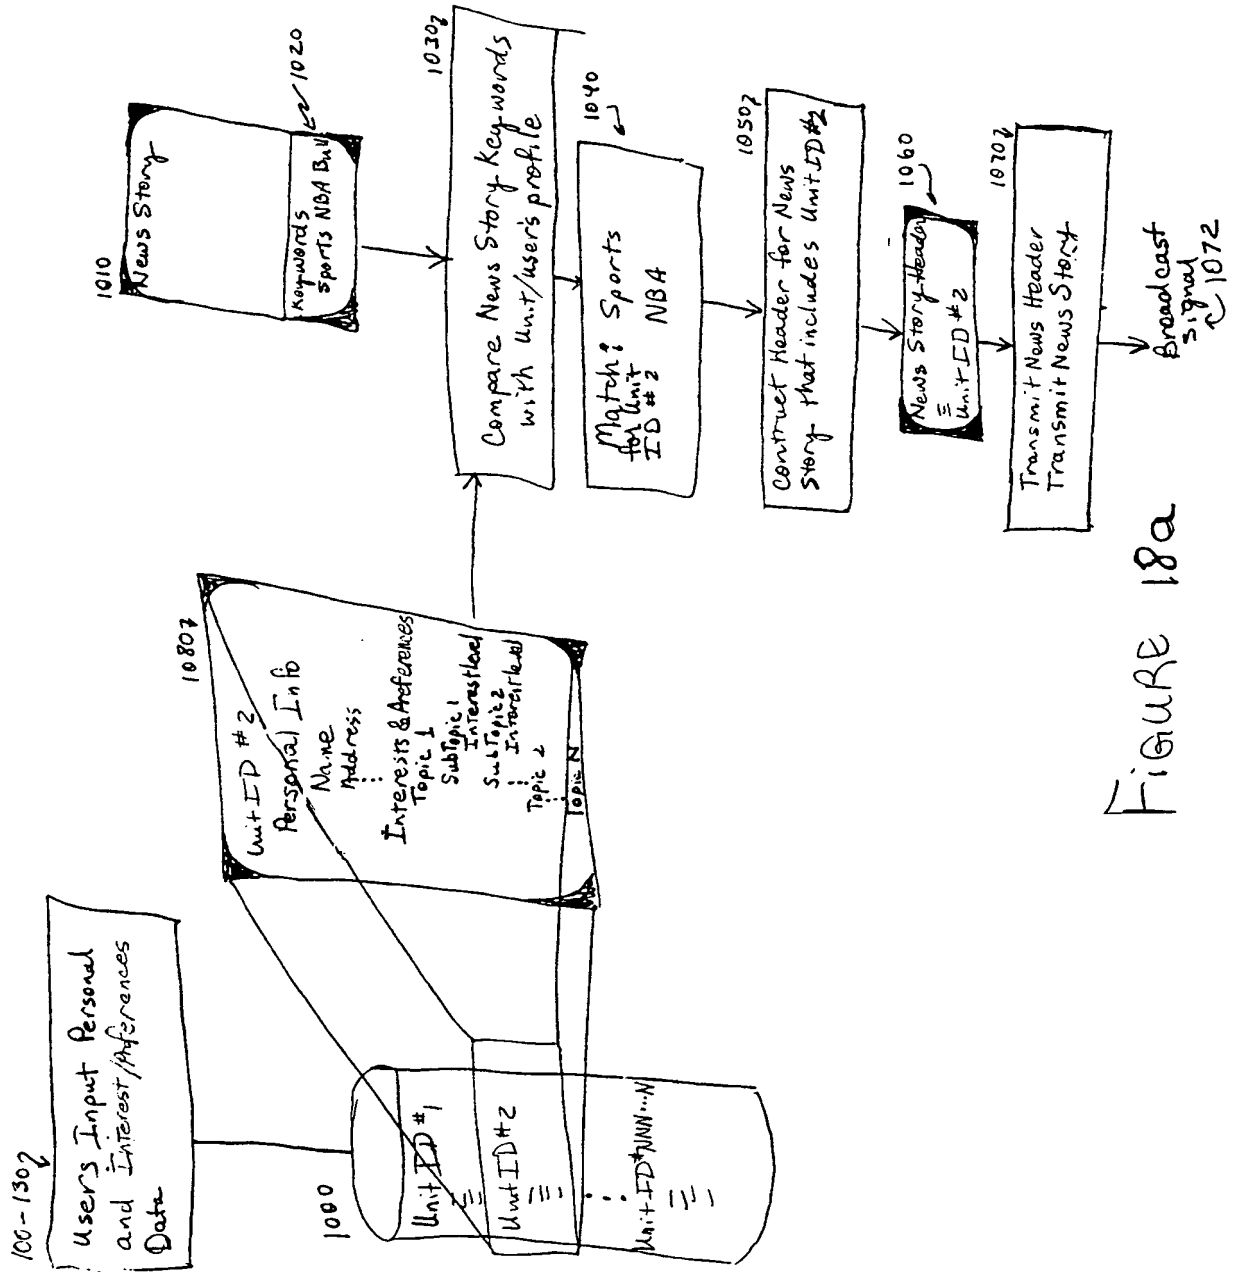 100-130
Users Input Personal
and Interest/Preferences
Data
1000
Unit ID #1
Unit ID #2
Unit ID #NNN...N
1080
Unit ID #2
Personal Info
Name
Address
Interests & Preferences
Topic 1
SubTopic 1
Interest level
SubTopic 2
Interest level
Topic 2
Topic N
1010
News Story
Keywords
Sports NBA Bull
1020
1030
Compare News Story Keywords
with Unit/user's profile
1040
Match: Sports
for Unit
ID #2
NBA
1050
Contruct Header for News
Story that includes Unit ID #2
1060
News Story Header
Unit ID #2
1070
Transmit News Header
Transmit News Story
Broadcast
Signal
1072
FIGURE 18a